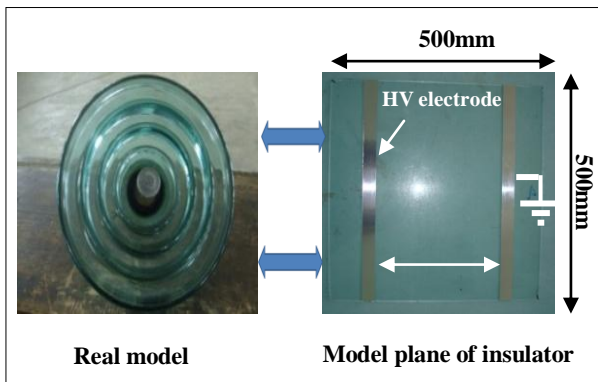 500mm
HV electrode
500mm
Real model
Model plane of insulator